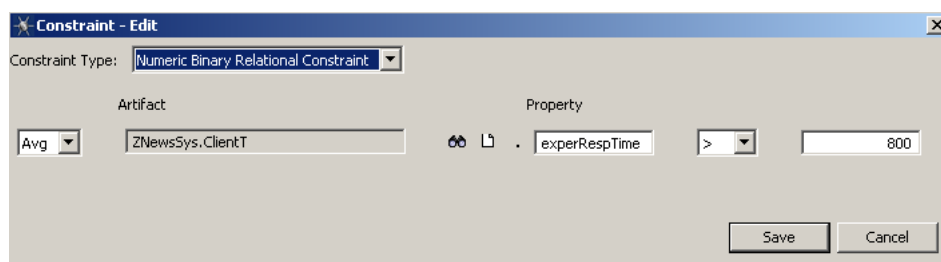 Constraint - Edit
Constraint Type: Numeric Binary Relational Constraint
Artifact Property
Avg ZNewsSys.ClientT . experRespTime > 800
Save Cancel